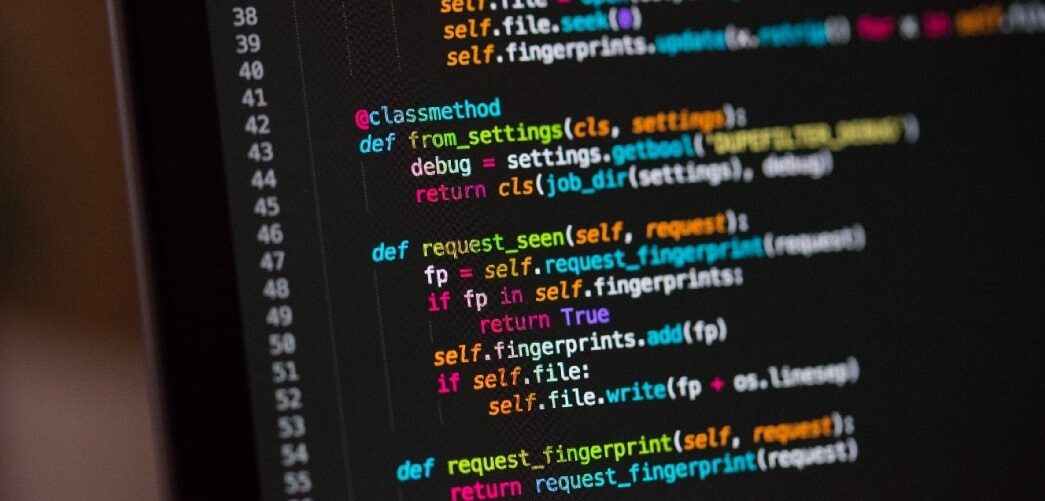 38 self.file = open(
39 self.file.seek(0)
40 self.fingerprints.update(x.rstrip() for x in self.file
41
42 @classmethod
43 def from_settings(cls, settings):
44 debug = settings.getbool('DUPEFILTER_DEBUG')
45 return cls(job_dir(settings), debug)
46
47 def request_seen(self, request):
48 fp = self.request_fingerprint(request)
49 if fp in self.fingerprints:
50 return True
51 self.fingerprints.add(fp)
52 if self.file:
53 self.file.write(fp + os.linesep)
54
55 def request_fingerprint(self, request):
return request_fingerprint(request)